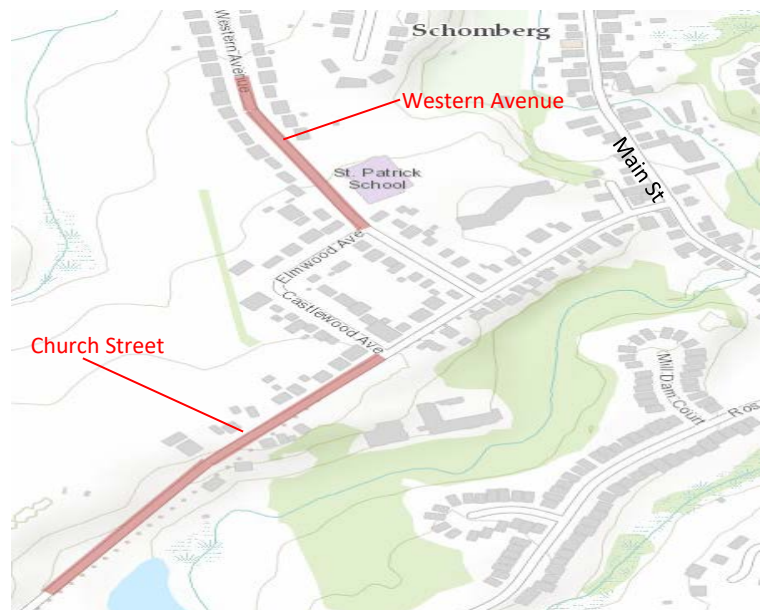 Schomberg
Western Avenue
Western Avenue
Main St
St. Patrick
School
Elmwood Ave
Castlewood Ave
Church Street
Mill Dam Court
Ros